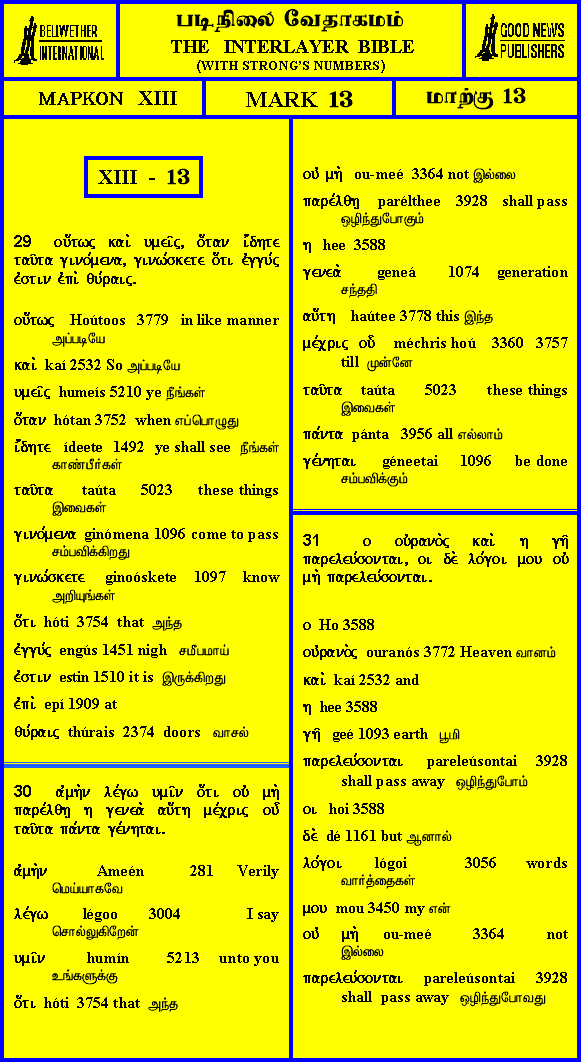 BELLWETHER INTERNATIONAL
படிநிலை வேதாகமம்
THE INTERLAYER BIBLE
(WITH STRONG'S NUMBERS)
GOOD NEWS PUBLISHERS
ΜΑΡΚΟΝ XIII
MARK 13
மாற்கு 13
XIII - 13
29 οὕτως καὶ υμεῖς, ὅταν ἴδητε
ταῦτα γινόμενα, γινώσκετε ὅτι ἐγγύς
ἐστιν ἐπὶ θύραις.
οὕτως Hoútoos 3779 in like manner
அப்படியே
καὶ kaí 2532 So அப்படியே
υμεῖς humeís 5210 ye நீங்கள்
ὅταν hótan 3752 when எப்பொழுது
ἴδητε ídeete 1492 ye shall see நீங்கள்
காண்பீர்கள்
ταῦτα taúta 5023 these things
இவைகள்
γινόμενα ginómena 1096 come to pass
சம்பவிக்கிறது
γινώσκετε ginoóskete 1097 know
அறியுங்கள்
ὅτι hóti 3754 that அந்த
ἐγγύς engús 1451 nigh சமீபமாய்
ἐστιν estin 1510 it is இருக்கிறது
ἐπὶ epí 1909 at
θύραις thúrais 2374 doors வாசல்
30 ἀμὴν λέγω υμῖν ὅτι οὐ μὴ
παρέλθῃ η γενεὰ αὕτη μέχρις οὗ
ταῦτα πάντα γένηται.
ἀμὴν Ameén 281 Verily
மெய்யாகவே
λέγω légoo 3004 I say
சொல்லுகிறேன்
υμῖν humín 5213 unto you
உங்களுக்கு
ὅτι hóti 3754 that அந்த
οὐ μὴ ou-meé 3364 not இல்லை
παρέλθῃ parélthee 3928 shall pass
ஒழிந்துபோகும்
η hee 3588
γενεὰ geneá 1074 generation
சந்ததி
αὕτη haútee 3778 this இந்த
μέχρις οὗ méchris hoú 3360 3757
till முன்னே
ταῦτα taúta 5023 these things
இவைகள்
πάντα pánta 3956 all எல்லாம்
γένηται géneetai 1096 be done
சம்பவிக்கும்
31 ο οὐρανὸς καὶ η γῆ
παρελεύσονται, οι δὲ λόγοι μου οὐ
μὴ παρελεύσονται.
ο Ho 3588
οὐρανὸς ouranós 3772 Heaven வானம்
καὶ kaí 2532 and
η hee 3588
γῆ geé 1093 earth பூமி
παρελεύσονται pareleúsontai 3928
shall pass away ஒழிந்துபோம்
οι hoi 3588
δὲ dé 1161 but ஆனால்
λόγοι lógoi 3056 words
வார்த்தைகள்
μου mou 3450 my என்
οὐ μὴ ou-meé 3364 not
இல்லை
παρελεύσονται pareleúsontai 3928
shall pass away ஒழிந்துபோவது